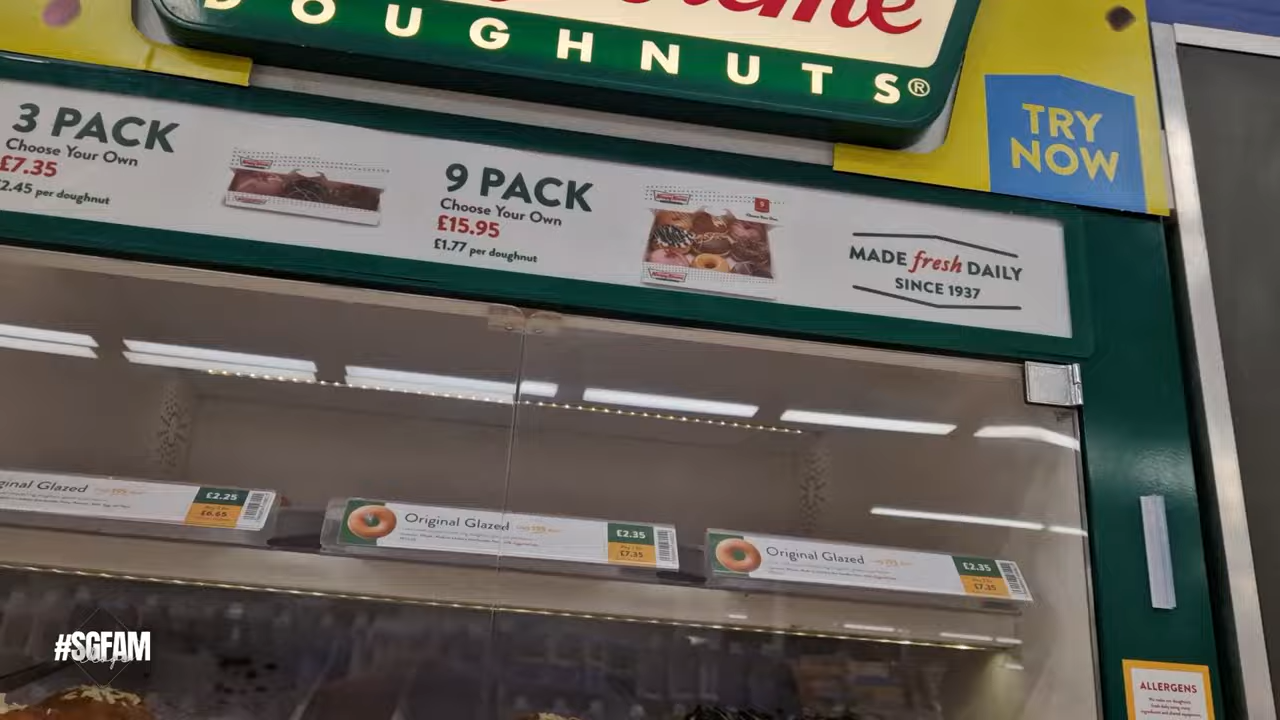 DOUGHNUTS®
TRY
NOW
3 PACK
Choose Your Own
£7.35
2.45 per doughnut
9 PACK
Choose Your Own
£15.95
£1.77 per doughnut
MADE fresh DAILY
SINCE 1937
ginal Glazed
£2.25
£6.65
Original Glazed
£2.35
£7.35
Original Glazed
£2.35
£7.35
#SGFAM
ALLERGENS